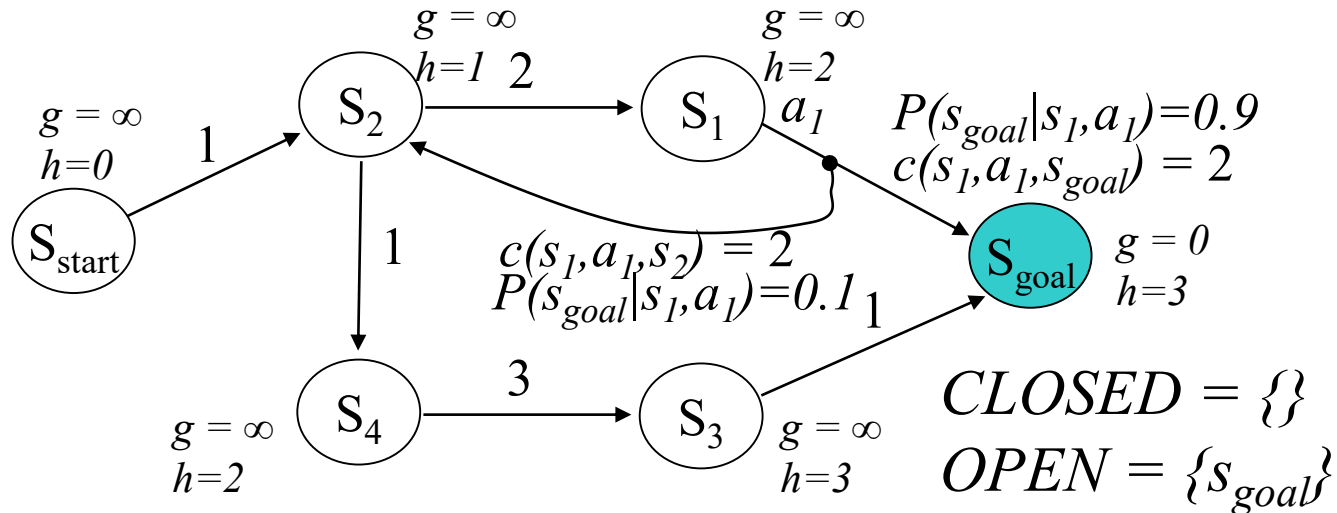 g = ∞
h=1
g = ∞
h=2
g = ∞
h=0
1
S2
2
S1
a1
P(sgoal|s1,a1)=0.9
c(s1,a1,sgoal) = 2
Sstart
1
c(s1,a1,s2) = 2
P(sgoal|s1,a1)=0.1
1
Sgoal
g = 0
h=3
g = ∞
h=2
S4
3
S3
g = ∞
h=3
CLOSED = {}
OPEN = {sgoal}